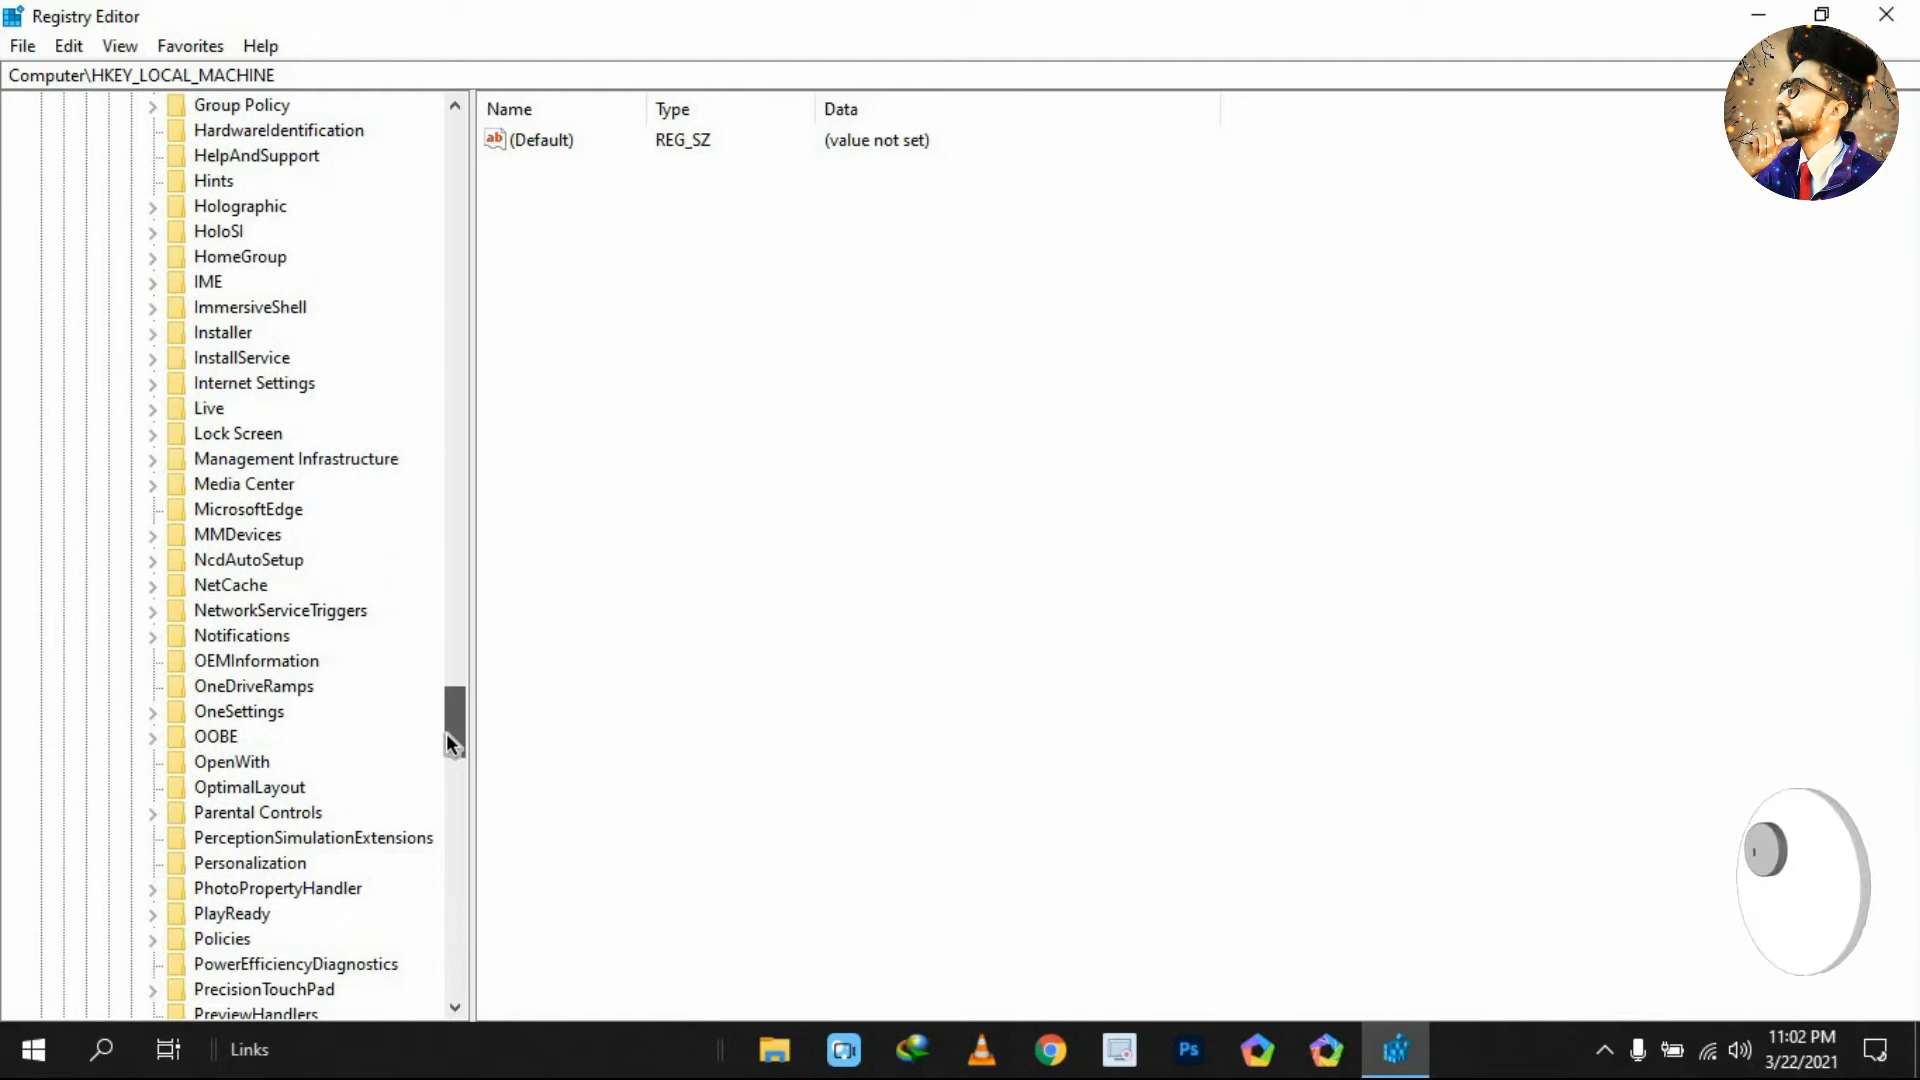 Registry Editor
File Edit View Favorites Help
Computer\HKEY_LOCAL_MACHINE
Group Policy
HardwareIdentification
HelpAndSupport
Hints
Holographic
HoloSI
HomeGroup
IME
ImmersiveShell
Installer
InstallService
Internet Settings
Live
Lock Screen
Management Infrastructure
Media Center
MicrosoftEdge
MMDevices
NcdAutoSetup
NetCache
NetworkServiceTriggers
Notifications
OEMInformation
OneDriveRamps
OneSettings
OOBE
OpenWith
OptimalLayout
Parental Controls
PerceptionSimulationExtensions
Personalization
PhotoPropertyHandler
PlayReady
Policies
PowerEfficiencyDiagnostics
PrecisionTouchPad
PreviewHandlers
Name Type Data
ab (Default) REG_SZ (value not set)
Links
Ps
11:02 PM
3/22/2021